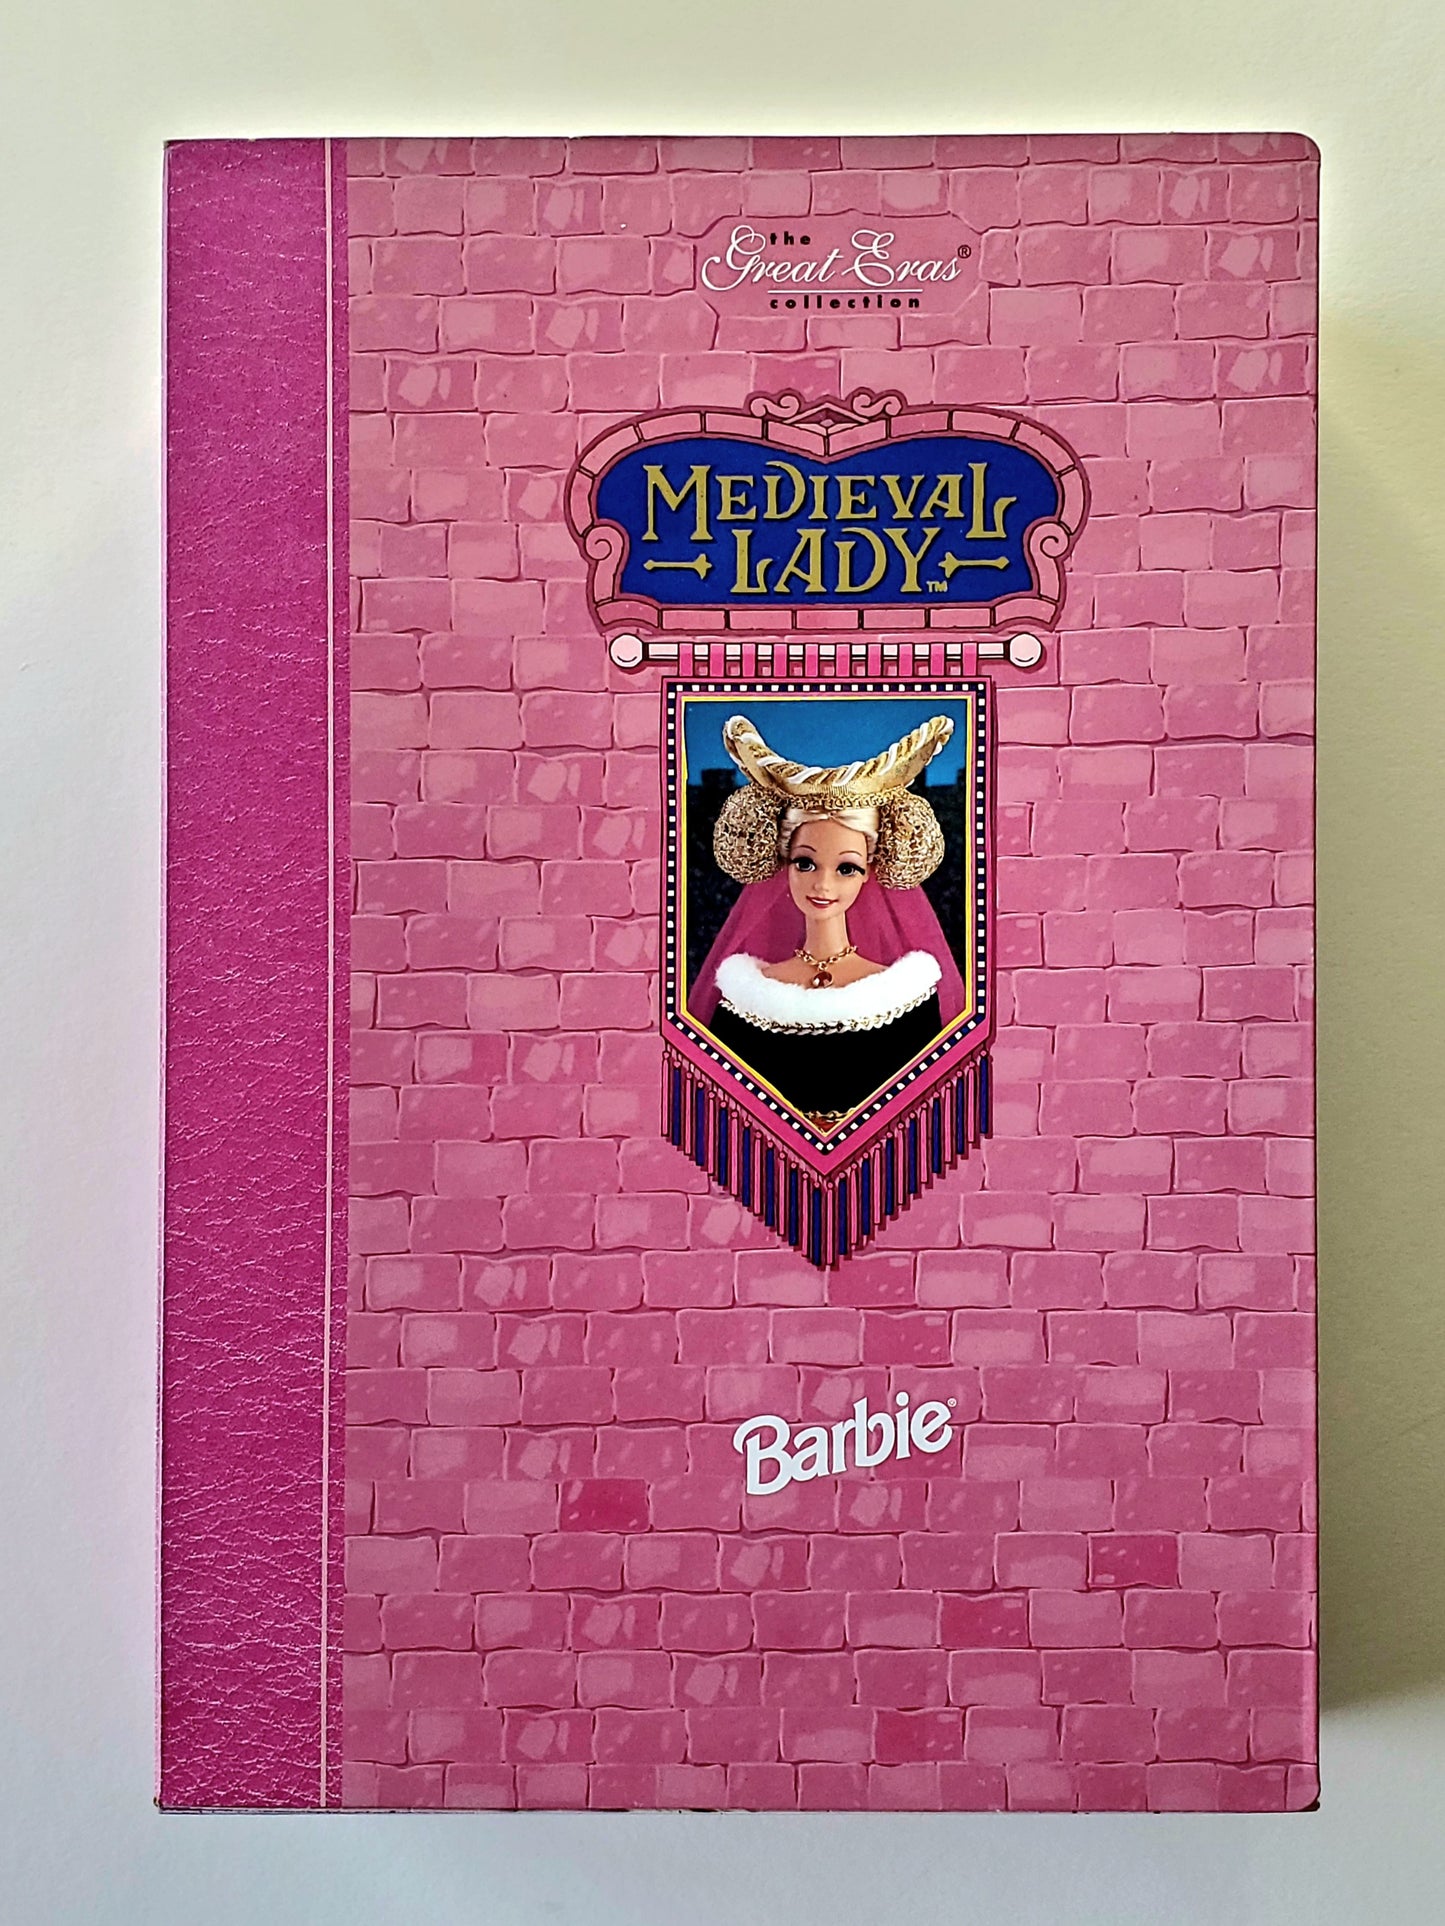 the
Great Eras®
collection
MEDIEVAL
LADY™
Barbie®